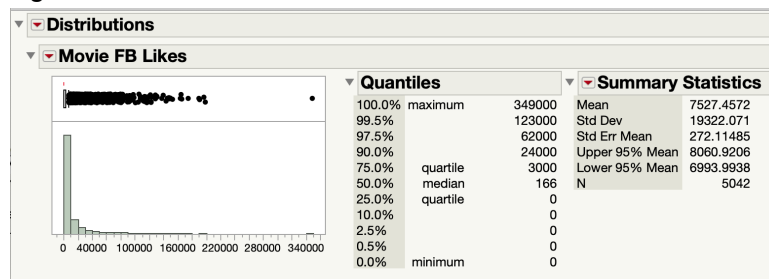 Distributions
Movie FB Likes
0 40000 100000 160000 220000 280000 340000
Quantiles
100.0% maximum 349000
99.5% 123000
97.5% 62000
90.0% 24000
75.0% quartile 3000
50.0% median 166
25.0% quartile 0
10.0% 0
2.5% 0
0.5% 0
0.0% minimum 0
Summary Statistics
Mean 7527.4572
Std Dev 19322.071
Std Err Mean 272.11485
Upper 95% Mean 8060.9206
Lower 95% Mean 6993.9938
N 5042